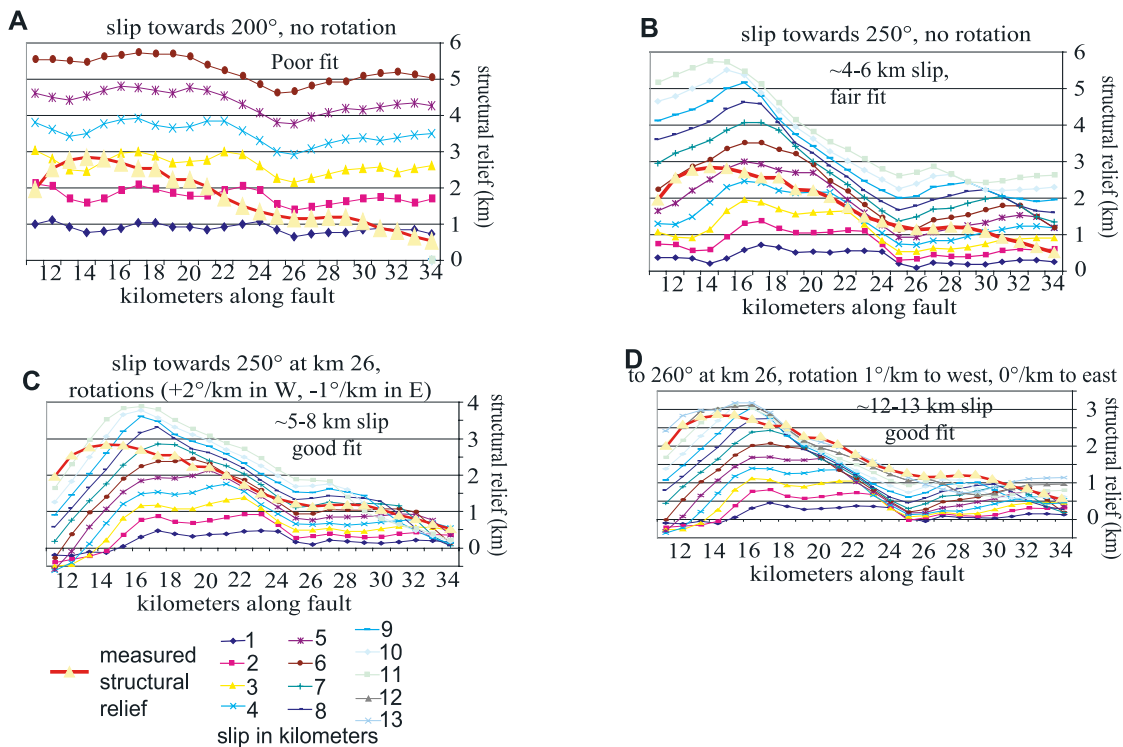 A
slip towards 200°, no rotation
Poor fit
6
5
4
3
2
1
0
structural relief (km)
12 14 16 18 20 22 24 26 28 30 32 34
kilometers along fault
B
slip towards 250°, no rotation
~4-6 km slip,
fair fit
6
5
4
3
2
1
0
structural relief (km)
12 14 16 18 20 22 24 26 28 30 32 34
kilometers along fault
C
slip towards 250° at km 26,
rotations (+2°/km in W, -1°/km in E)
~5-8 km slip
good fit
4
3
2
1
0
structural relief (km)
12 14 16 18 20 22 24 26 28 30 32 34
kilometers along fault
D
to 260° at km 26, rotation 1°/km to west, 0°/km to east
~12-13 km slip
good fit
3
2
1
0
structural relief (km)
12 14 16 18 20 22 24 26 28 30 32 34
kilometers along fault
measured
structural
relief
1
2
3
4
5
6
7
8
9
10
11
12
13
slip in kilometers